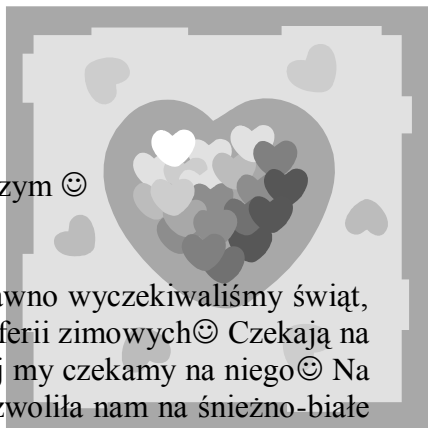 zym ☺
awno wyczekiwaliśmy świąt,
ferii zimowych☺ Czekają na
j my czekamy na niego☺ Na
zwoliła nam na śnieżno-białe